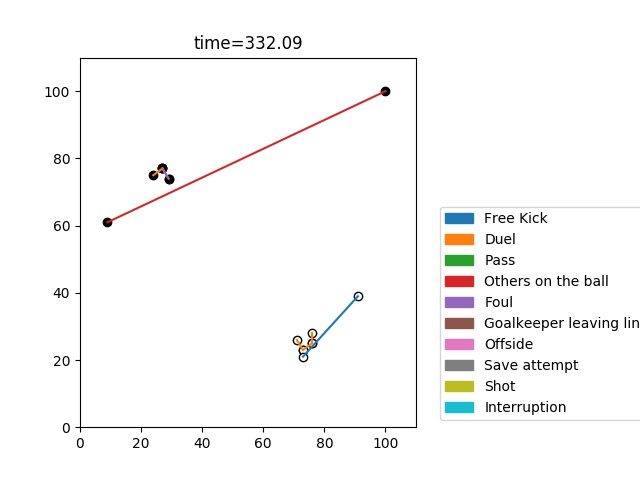 time=332.09
100
80
60
40
20
0
0 20 40 60 80 100
Free Kick
Duel
Pass
Others on the ball
Foul
Goalkeeper leaving lin
Offside
Save attempt
Shot
Interruption